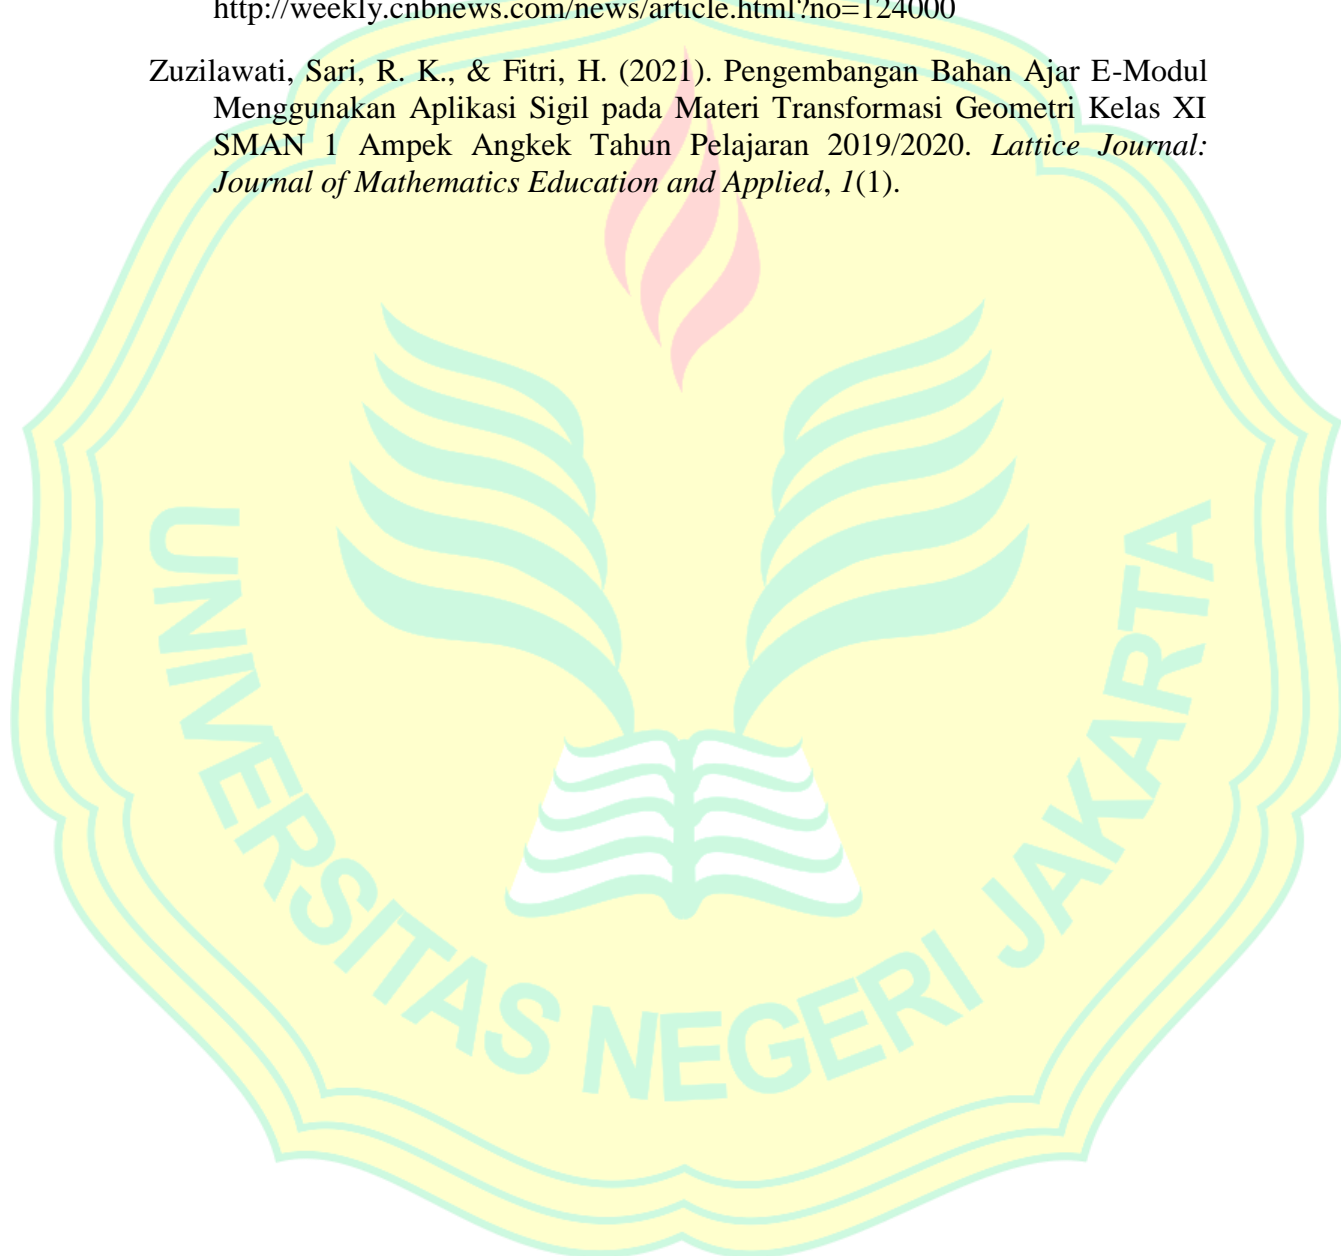 http://weekly.cnbnews.com/news/article.html?no=124000
Zuzilawati, Sari, R. K., & Fitri, H. (2021). Pengembangan Bahan Ajar E-Modul
Menggunakan Aplikasi Sigil pada Materi Transformasi Geometri Kelas XI
SMAN 1 Ampek Angkek Tahun Pelajaran 2019/2020. Lattice Journal:
Journal of Mathematics Education and Applied, 1(1).
UNIVERSITAS NEGERI JAKARTA